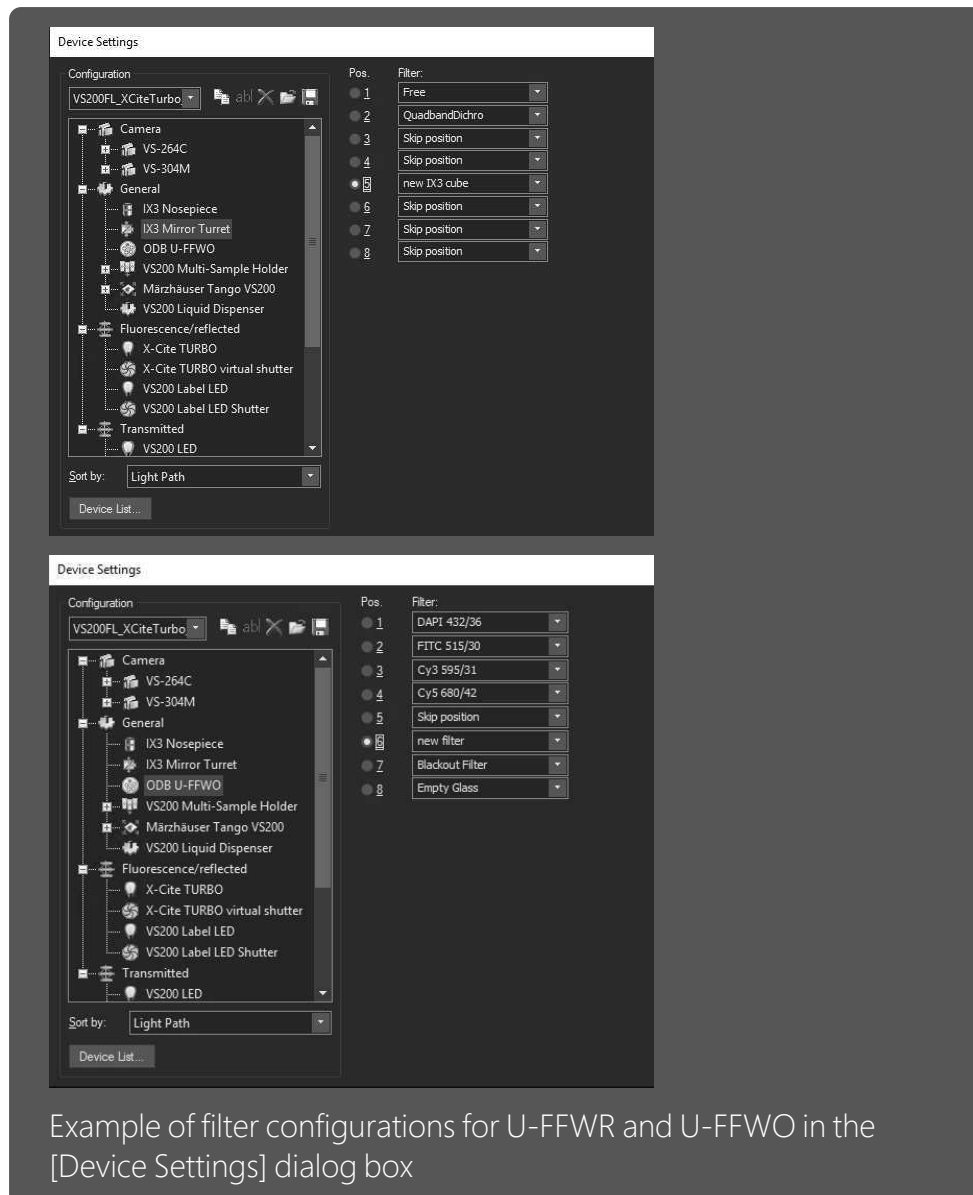 Device Settings
Configuration
VS200FL_XCiteTurbo_
abl
Camera
VS-264C
VS-304M
General
IX3 Nosepiece
IX3 Mirror Turret
ODB U-FFWO
VS200 Multi-Sample Holder
Märzhäuser Tango VS200
VS200 Liquid Dispenser
Fluorescence/reflected
X-Cite TURBO
X-Cite TURBO virtual shutter
VS200 Label LED
VS200 Label LED Shutter
Transmitted
VS200 LED
Sort by: Light Path
Device List...
Pos. Filter:
1 Free
2 QuadbandDichro
3 Skip position
4 Skip position
5 new IX3 cube
6 Skip position
7 Skip position
8 Skip position
Device Settings
Configuration
VS200FL_XCiteTurbo_
abl
Camera
VS-264C
VS-304M
General
IX3 Nosepiece
IX3 Mirror Turret
ODB U-FFWO
VS200 Multi-Sample Holder
Märzhäuser Tango VS200
VS200 Liquid Dispenser
Fluorescence/reflected
X-Cite TURBO
X-Cite TURBO virtual shutter
VS200 Label LED
VS200 Label LED Shutter
Transmitted
VS200 LED
Sort by: Light Path
Device List...
Pos. Filter:
1 DAPI 432/36
2 FITC 515/30
3 Cy3 595/31
4 Cy5 680/42
5 Skip position
6 new filter
7 Blackout Filter
8 Empty Glass
Example of filter configurations for U-FFWR and U-FFWO in the
[Device Settings] dialog box